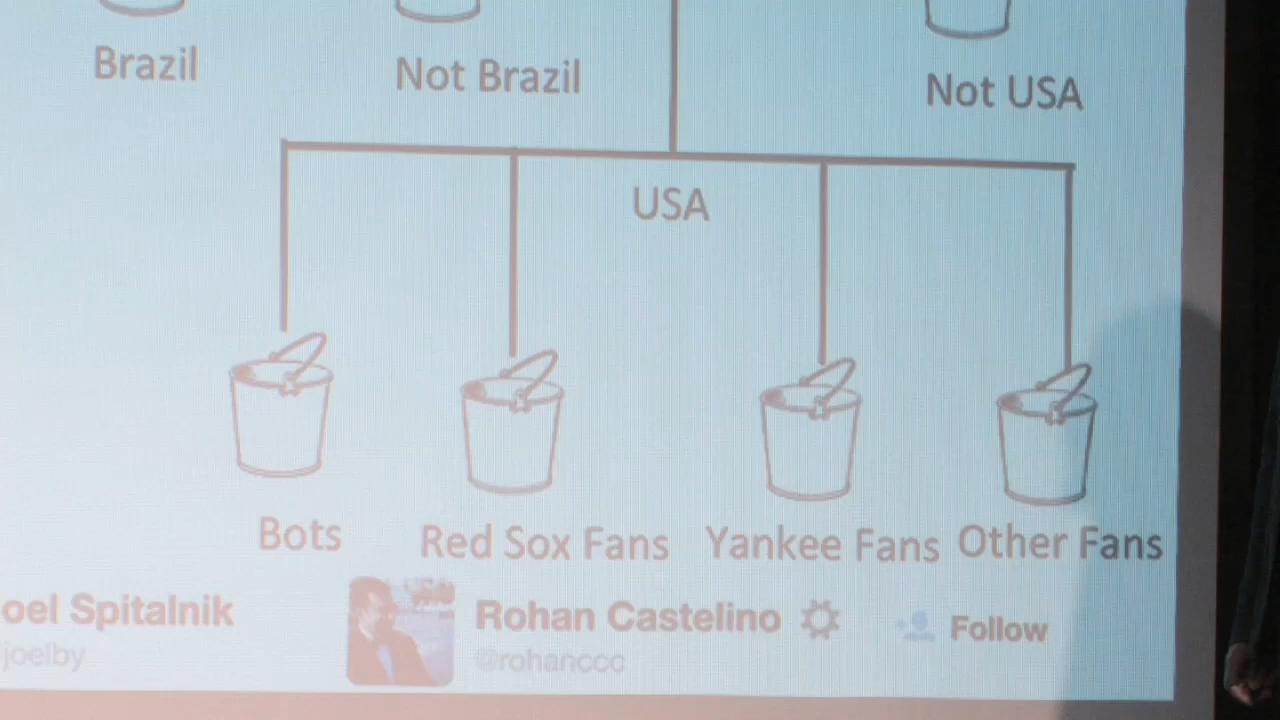 Brazil
Not Brazil
Not USA
USA
Bots
Red Sox Fans
Yankee Fans
Other Fans
oel Spitalnik
joelby
Rohan Castelino
@rohanccc
Follow